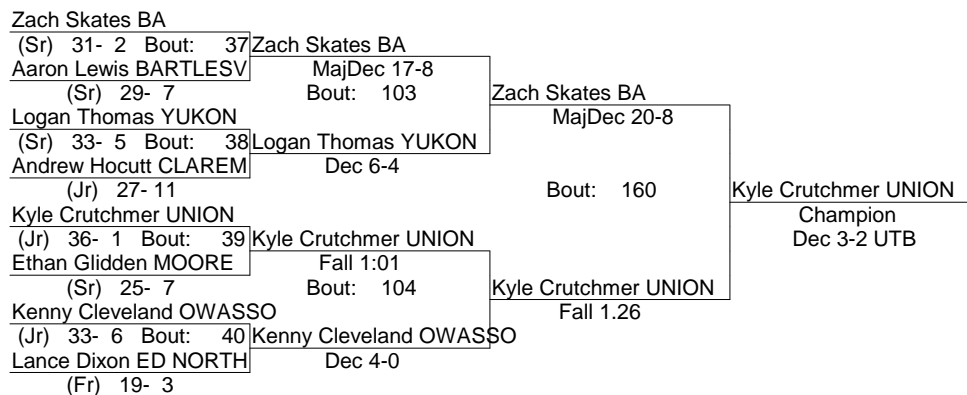 Zach Skates BA
(Sr) 31- 2 Bout: 37
Aaron Lewis BARTLESV
(Sr) 29- 7
Logan Thomas YUKON
(Sr) 33- 5 Bout: 38
Andrew Hocutt CLAREM
(Jr) 27- 11
Kyle Crutchmer UNION
(Jr) 36- 1 Bout: 39
Ethan Glidden MOORE
(Sr) 25- 7
Kenny Cleveland OWASSO
(Jr) 33- 6 Bout: 40
Lance Dixon ED NORTH
(Fr) 19- 3
Zach Skates BA
MajDec 17-8
Bout: 103
Logan Thomas YUKON
Dec 6-4
Kyle Crutchmer UNION
Fall 1:01
Bout: 104
Kenny Cleveland OWASSO
Dec 4-0
Zach Skates BA
MajDec 20-8
Bout: 160
Kyle Crutchmer UNION
Fall 1.26
Kyle Crutchmer UNION
Champion
Dec 3-2 UTB